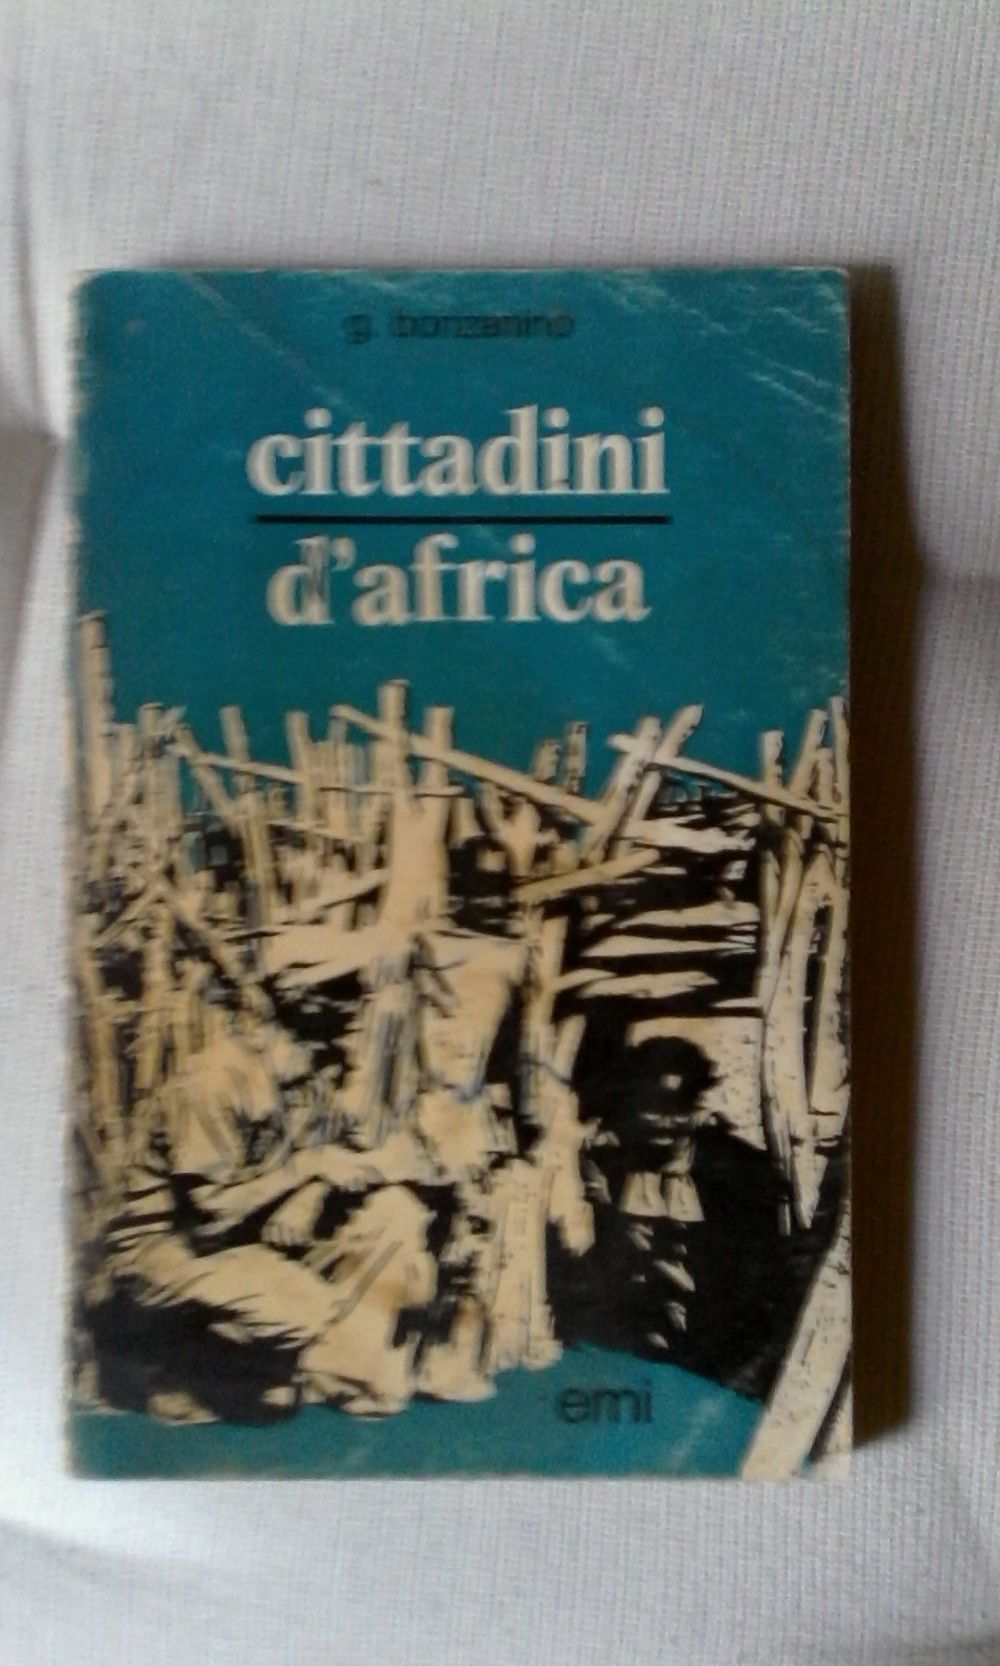 g. bonzanino
cittadini
d'africa
emi